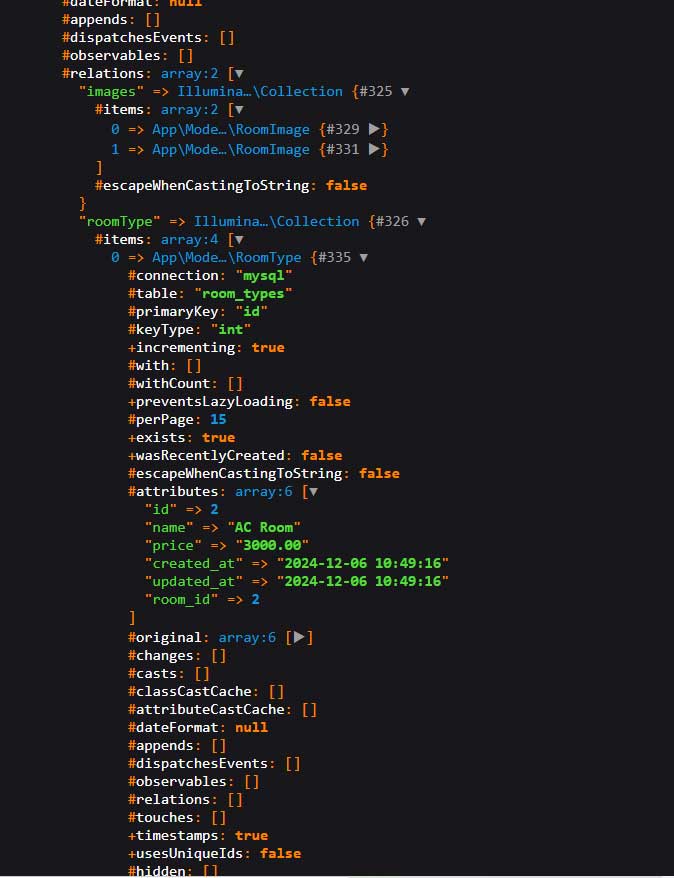 #dateFormat: null
#appends: []
#dispatchesEvents: []
#observables: []
#relations: array:2 [▼
"images" => Illumina…\Collection {#325 ▼
#items: array:2 [▼
0 => App\Mode…\RoomImage {#329 ▶}
1 => App\Mode…\RoomImage {#331 ▶}
]
#escapeWhenCastingToString: false
}
"roomType" => Illumina…\Collection {#326 ▼
#items: array:4 [▼
0 => App\Mode…\RoomType {#335 ▼
#connection: "mysql"
#table: "room_types"
#primaryKey: "id"
#keyType: "int"
+incrementing: true
#with: []
#withCount: []
+preventsLazyLoading: false
#perPage: 15
+exists: true
+wasRecentlyCreated: false
#escapeWhenCastingToString: false
#attributes: array:6 [▼
"id" => 2
"name" => "AC Room"
"price" => "3000.00"
"created_at" => "2024-12-06 10:49:16"
"updated_at" => "2024-12-06 10:49:16"
"room_id" => 2
]
#original: array:6 [▶]
#changes: []
#casts: []
#classCastCache: []
#attributeCastCache: []
#dateFormat: null
#appends: []
#dispatchesEvents: []
#observables: []
#relations: []
#touches: []
+timestamps: true
+usesUniqueIds: false
#hidden: []